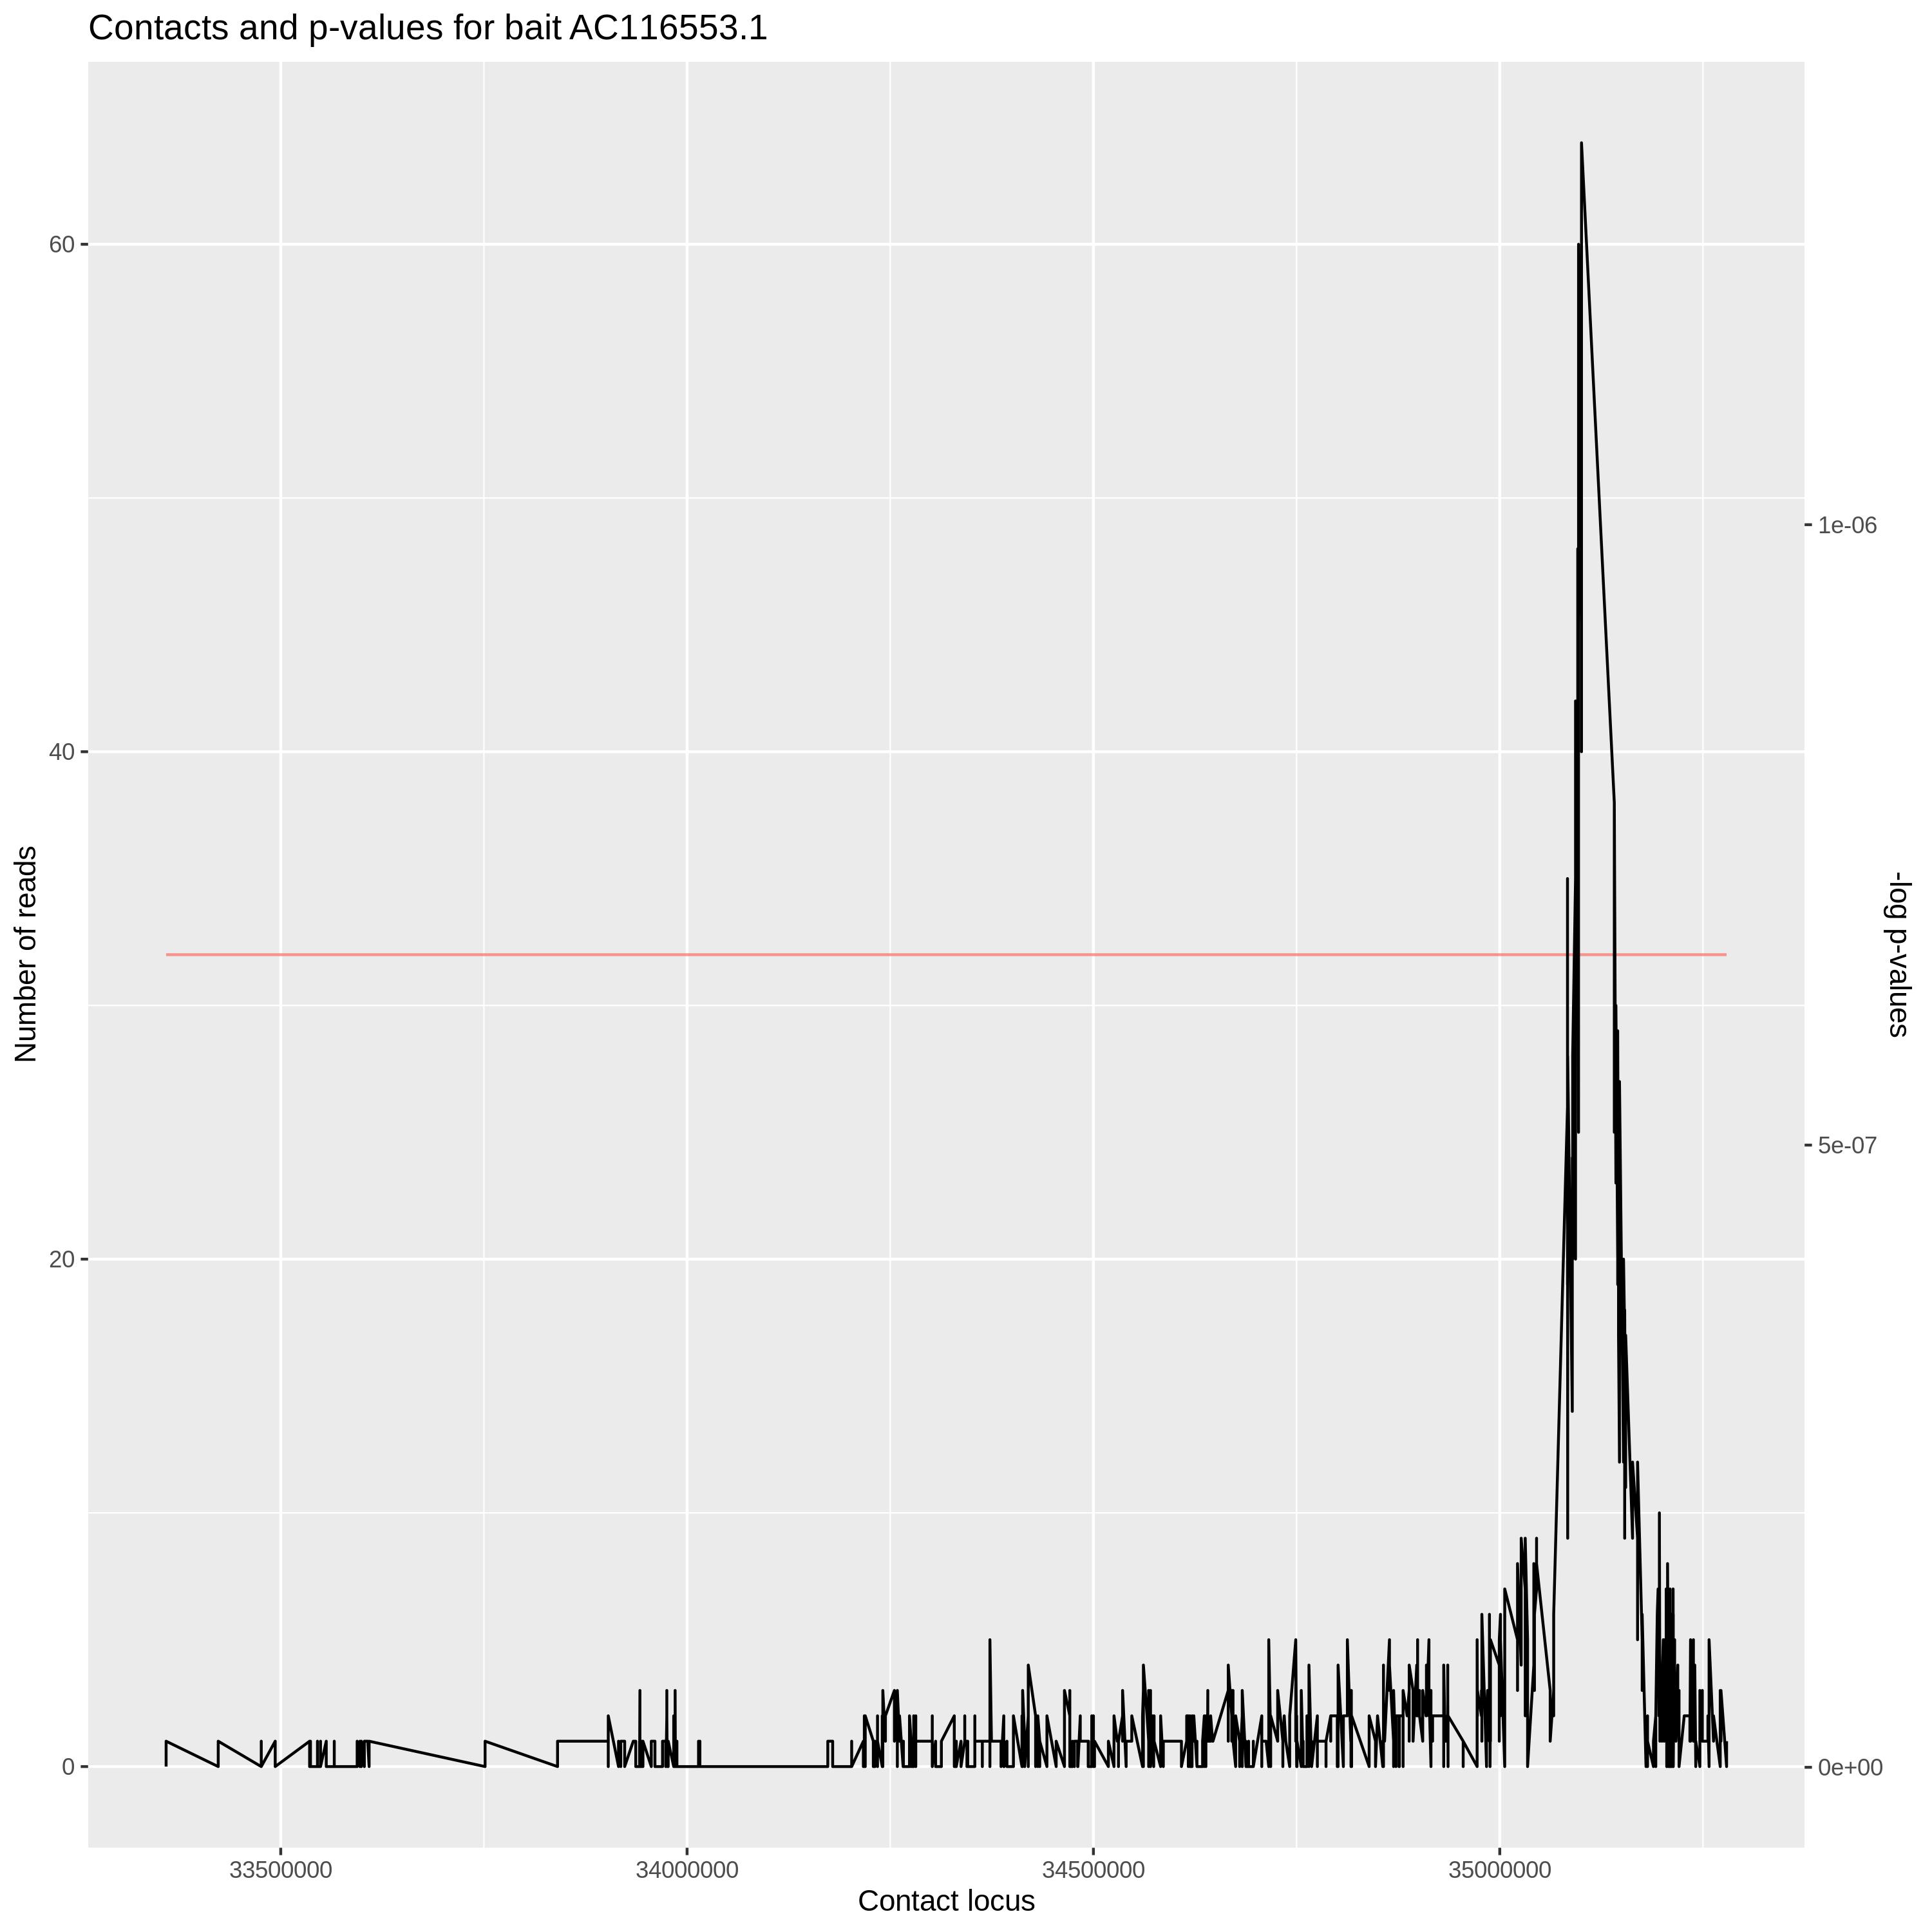 Contacts and p-values for bait AC116553.1
60
40
20
0
Number of reads
1e-06
5e-07
0e+00
-log p-values
33500000
34000000
34500000
35000000
Contact locus